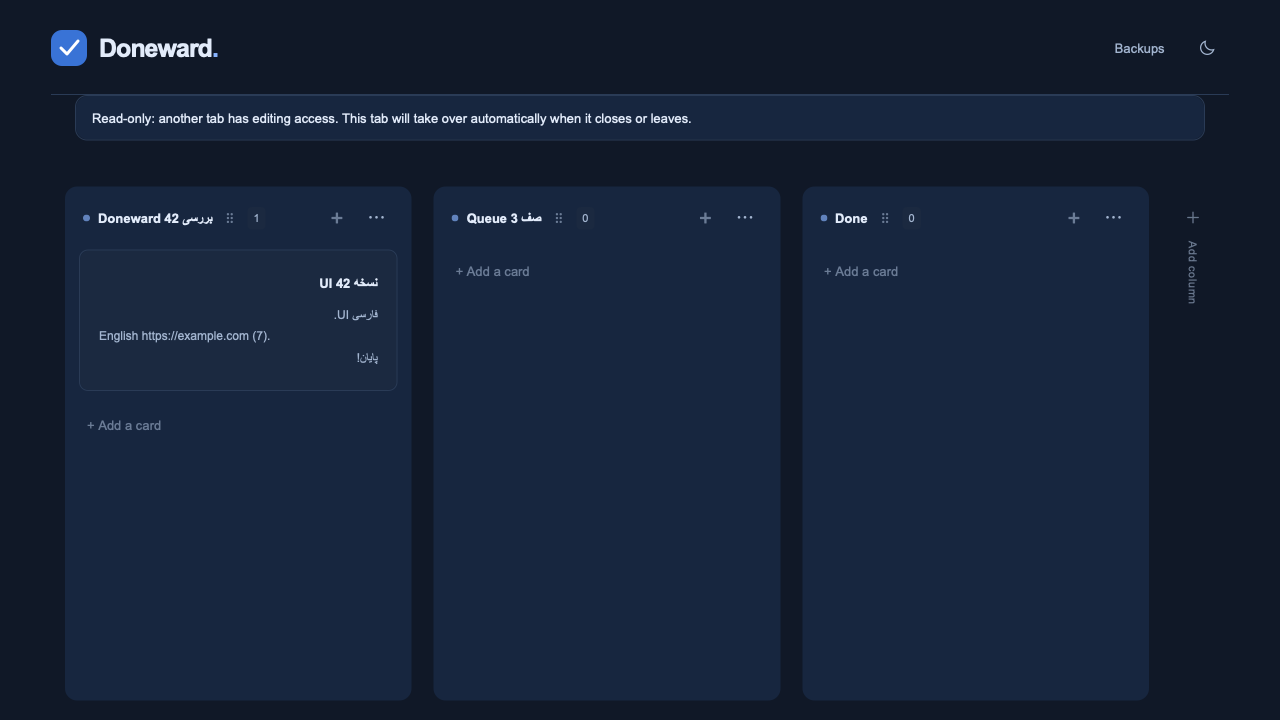 Doneward.
Backups
Read-only: another tab has editing access. This tab will take over automatically when it closes or leaves.
بررسی Doneward 42
1
نسخه UI 42
فارسی UI.
English https://example.com (7).
پایان!
+ Add a card
صف Queue 3
0
+ Add a card
Done
0
+ Add a card
Add column